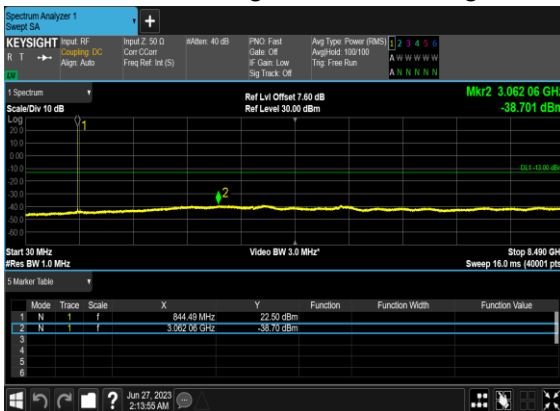 Spectrum Analyzer 1
Swept SA
KEYSIGHT Input: RF Input Z: 50 Ω #Atten: 40 dB PNO: Fast Avg Type: Power (RMS) 1 2 3 4 5 6
R T Coupling: DC Corr CCorr Gate: Off Avg|Hold: 100/100 A W W W W W
Align: Auto Freq Ref: Int (S) IF Gain: Low Trig: Free Run
Sig Track: Off A N N N N N
1 Spectrum Ref Lvl Offset 7.60 dB Mkr2 3.062 06 GHz
Scale/Div 10 dB Ref Level 30.00 dBm -38.701 dBm
Log
20.0
1
10.0
0.00
-10.0
DL1 -13.00 dBm
-20.0
-30.0
2
-40.0
-50.0
-60.0
Start 30 MHz Video BW 3.0 MHz* Stop 8.490 GHz
#Res BW 1.0 MHz Sweep 16.0 ms (40001 pts)
5 Marker Table
Mode Trace Scale X Y Function Function Width Function Value
1 N 1 f 844.49 MHz 22.50 dBm
2 N 1 f 3.062 06 GHz -38.70 dBm
3
4
5
6
? Jun 27, 2023
2:13:55 AM